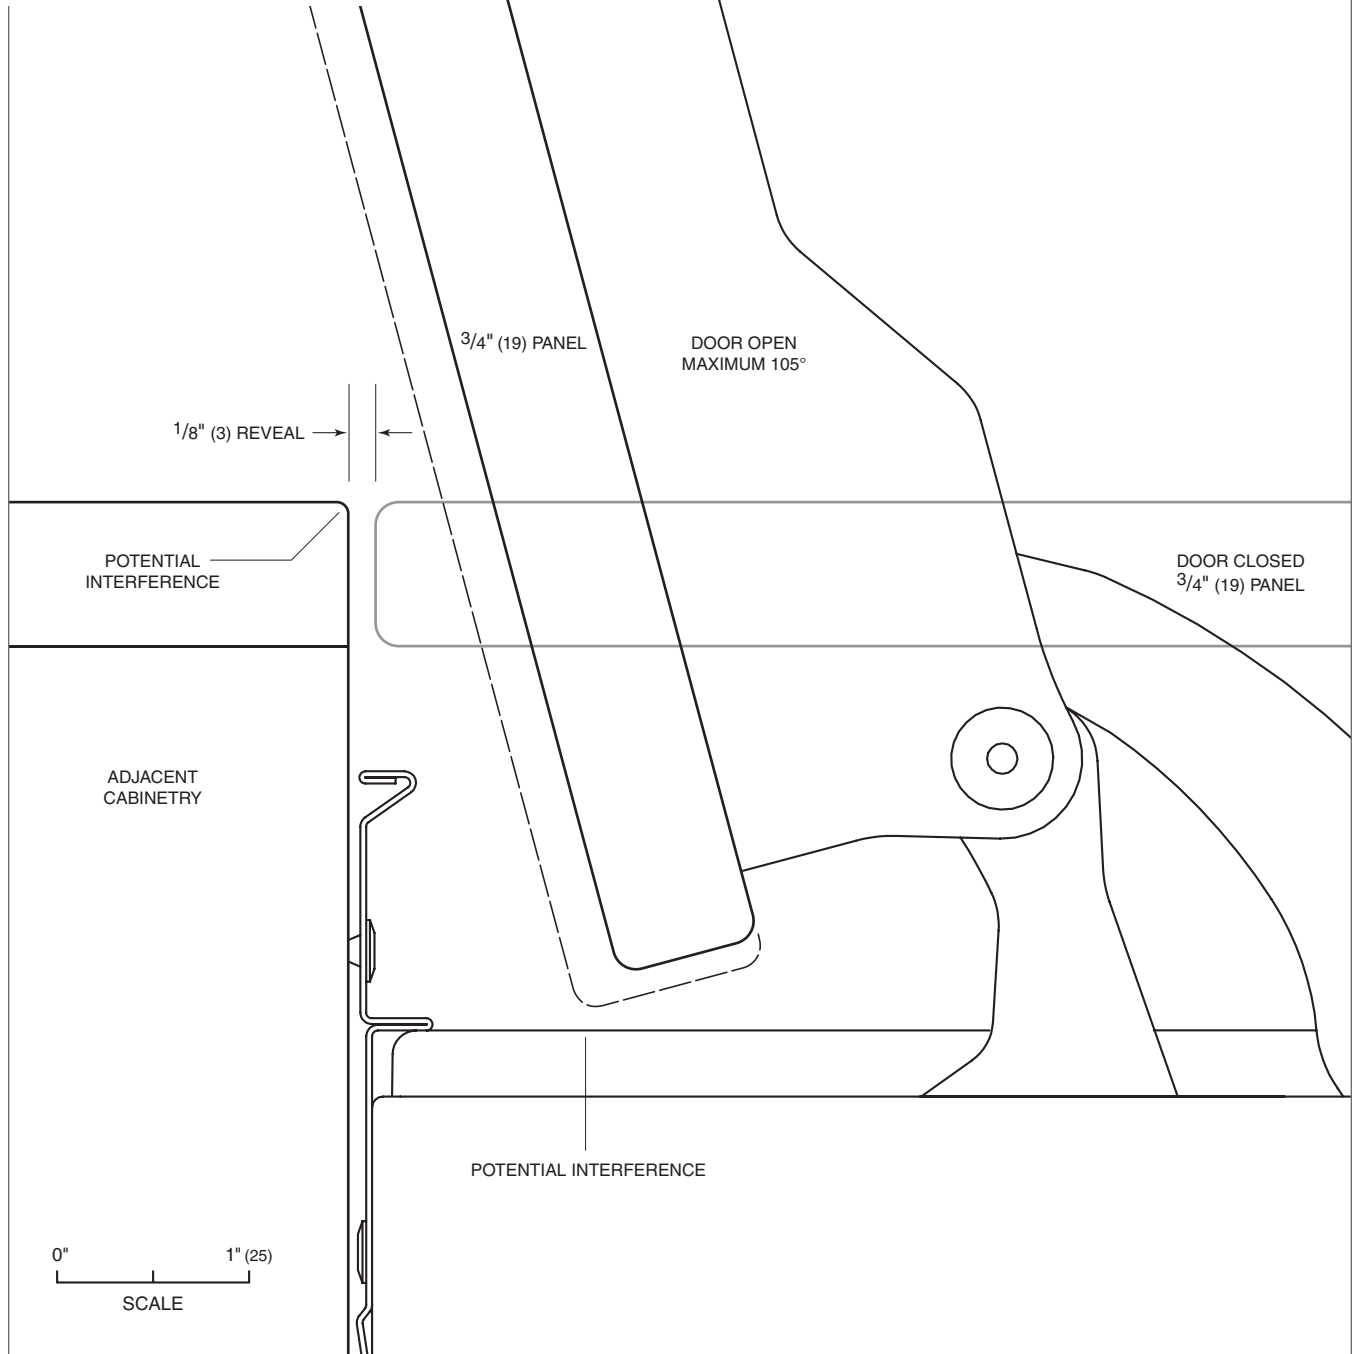 3/4" (19) PANEL
DOOR OPEN
MAXIMUM 105°
1/8" (3) REVEAL
POTENTIAL
INTERFERENCE
DOOR CLOSED
3/4" (19) PANEL
ADJACENT
CABINETRY
POTENTIAL INTERFERENCE
0" 1" (25)
SCALE